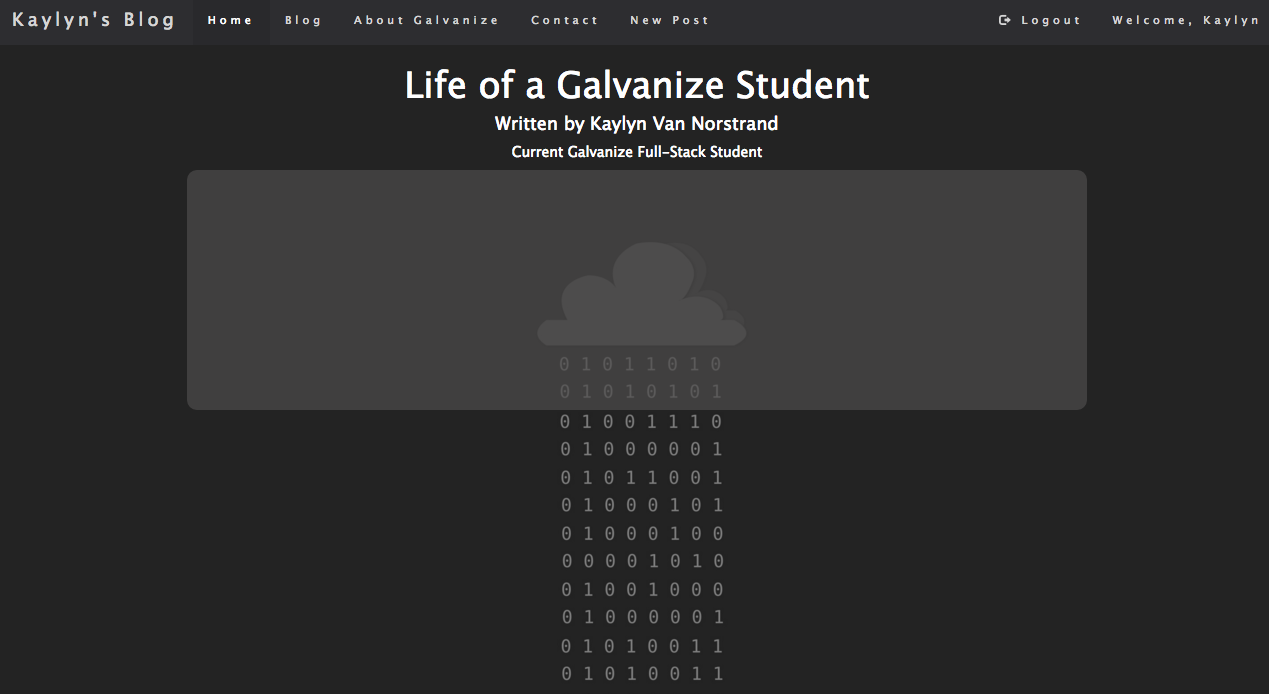 Kaylyn's Blog Home Blog About Galvanize Contact New Post Logout Welcome, Kaylyn
Life of a Galvanize Student
Written by Kaylyn Van Norstrand
Current Galvanize Full-Stack Student
0 1 0 1 1 0 1 0
0 1 0 1 0 1 0 1
0 1 0 0 1 1 1 0
0 1 0 0 0 0 0 1
0 1 0 1 1 0 0 1
0 1 0 0 0 1 0 1
0 1 0 0 0 1 0 0
0 0 0 0 1 0 1 0
0 1 0 0 1 0 0 0
0 1 0 0 0 0 0 1
0 1 0 1 0 0 1 1
0 1 0 1 0 0 1 1